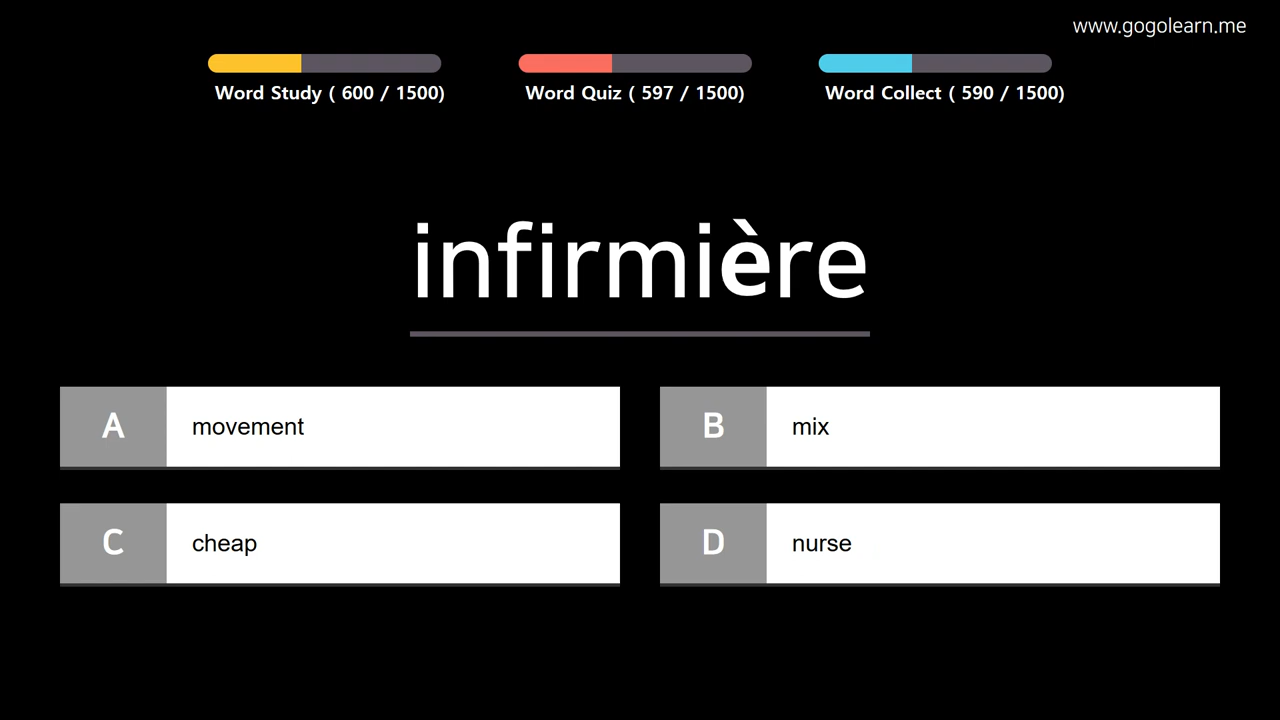 www.gogolearn.me
Word Study ( 600 / 1500)
Word Quiz ( 597 / 1500)
Word Collect ( 590 / 1500)
infirmière
A
movement
B
mix
C
cheap
D
nurse